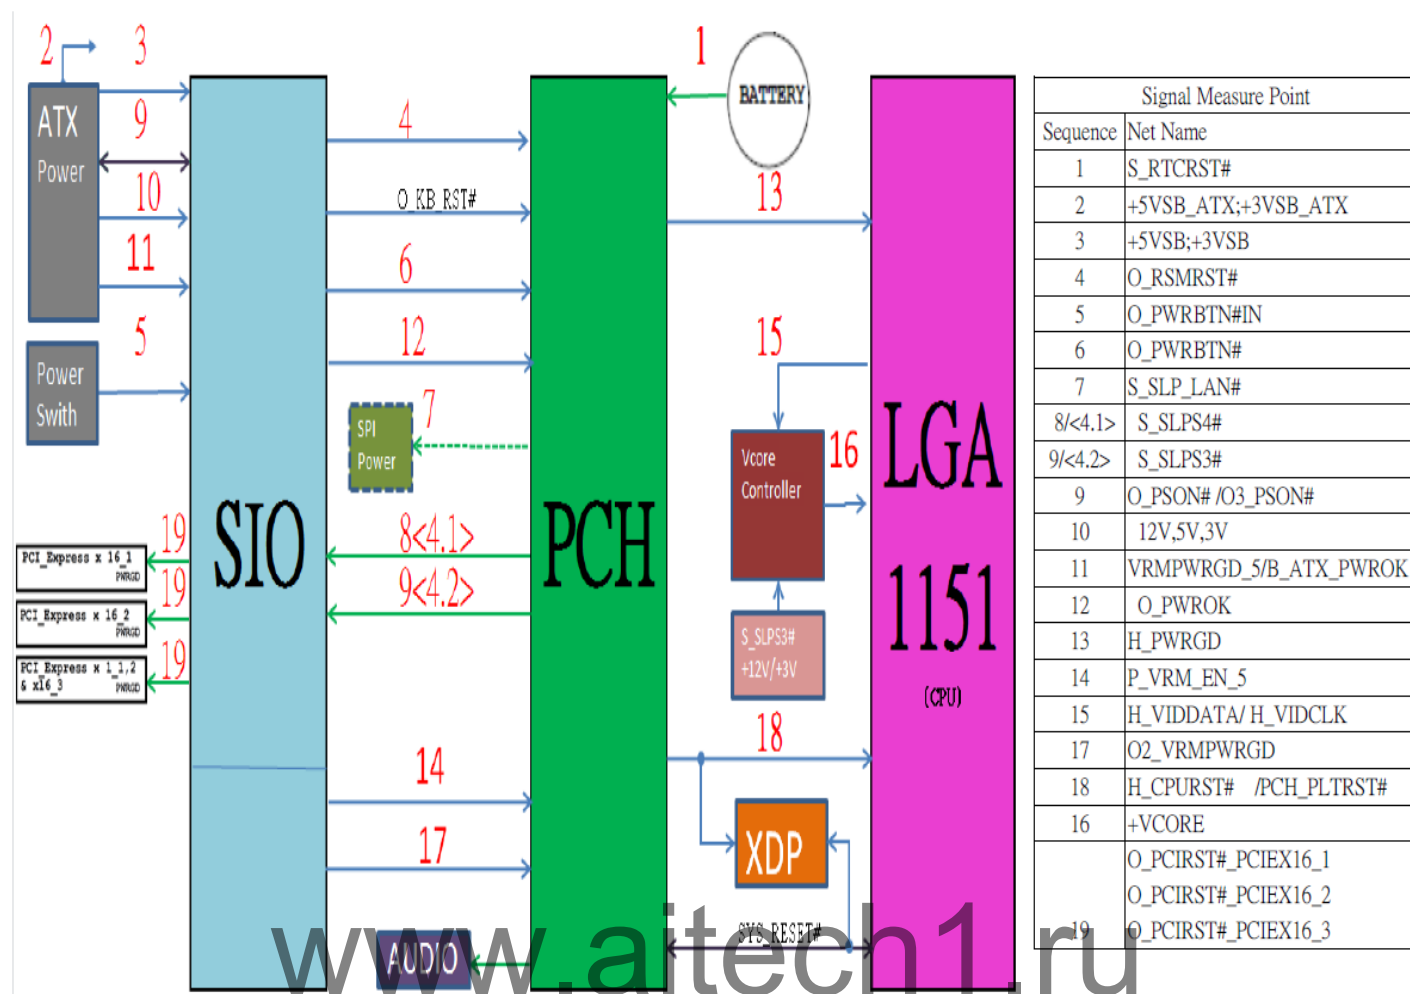 2
3
1
BATTERY
ATX
Power
9
10
11
5
Power
Swith
4
O_KB_RST#
6
12
SPI
Power
7
8<4.1>
9<4.2>
14
17
SIO
PCH
13
15
16
Vcore
Controller
S_SLPS3#
+12V/+3V
18
XDP
SYS_RESET#
LGA
1151
(CPU)
19
PCI_Express x 16_1
PWRGD
19
PCI_Express x 16_2
PWRGD
19
PCI_Express x 1_1,2
& x16_3
PWRGD
AUDIO
Signal Measure Point
Sequence Net Name
1 S_RTCRST#
2 +5VSB_ATX;+3VSB_ATX
3 +5VSB;+3VSB
4 O_RSMRST#
5 O_PWRBTN#IN
6 O_PWRBTN#
7 S_SLP_LAN#
8/<4.1> S_SLPS4#
9/<4.2> S_SLPS3#
9 O_PSON# /O3_PSON#
10 12V,5V,3V
11 VRMPWRGD_5/B_ATX_PWROK
12 O_PWROK
13 H_PWRGD
14 P_VRM_EN_5
15 H_VIDDATA/ H_VIDCLK
17 O2_VRMPWRGD
18 H_CPURST# /PCH_PLTRST#
16 +VCORE
O_PCIRST#_PCIEX16_1
O_PCIRST#_PCIEX16_2
19 O_PCIRST#_PCIEX16_3
www.aitech1.ru